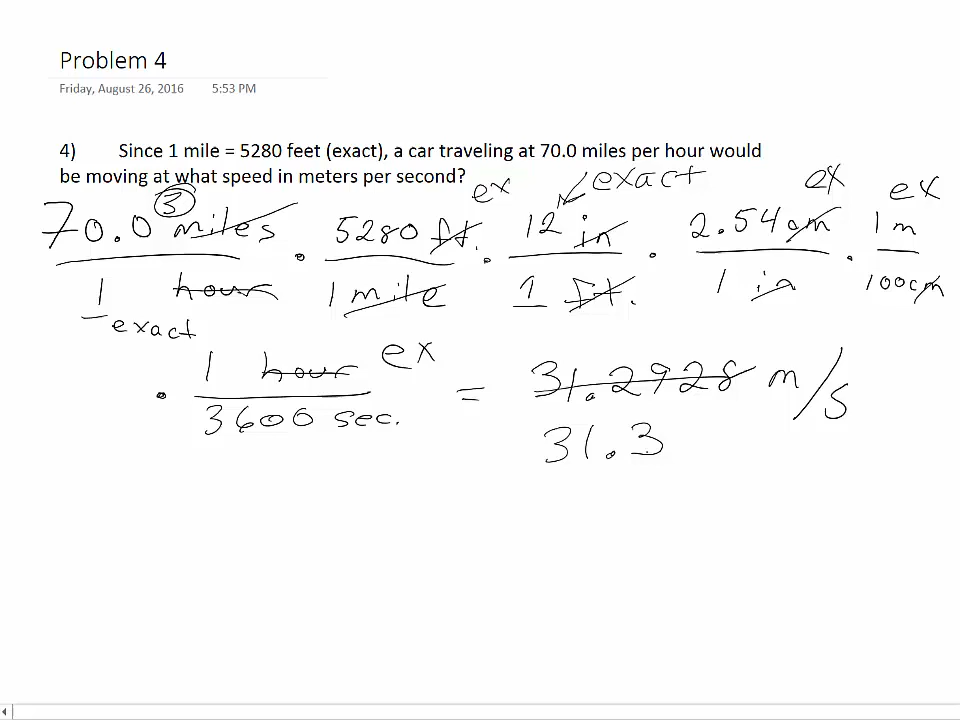 Problem 4
Friday, August 26, 2016 5:53 PM
4) Since 1 mile = 5280 feet (exact), a car traveling at 70.0 miles per hour would
be moving at what speed in meters per second?
3 ex exact ex ex
70.0 miles · 5280 ft. · 12 in · 2.54 cm · 1 m
1 hour 1 mile 1 ft. 1 in 100 cm
exact
· 1 hour ex = 31.2928 m/s
3600 sec.
31.3